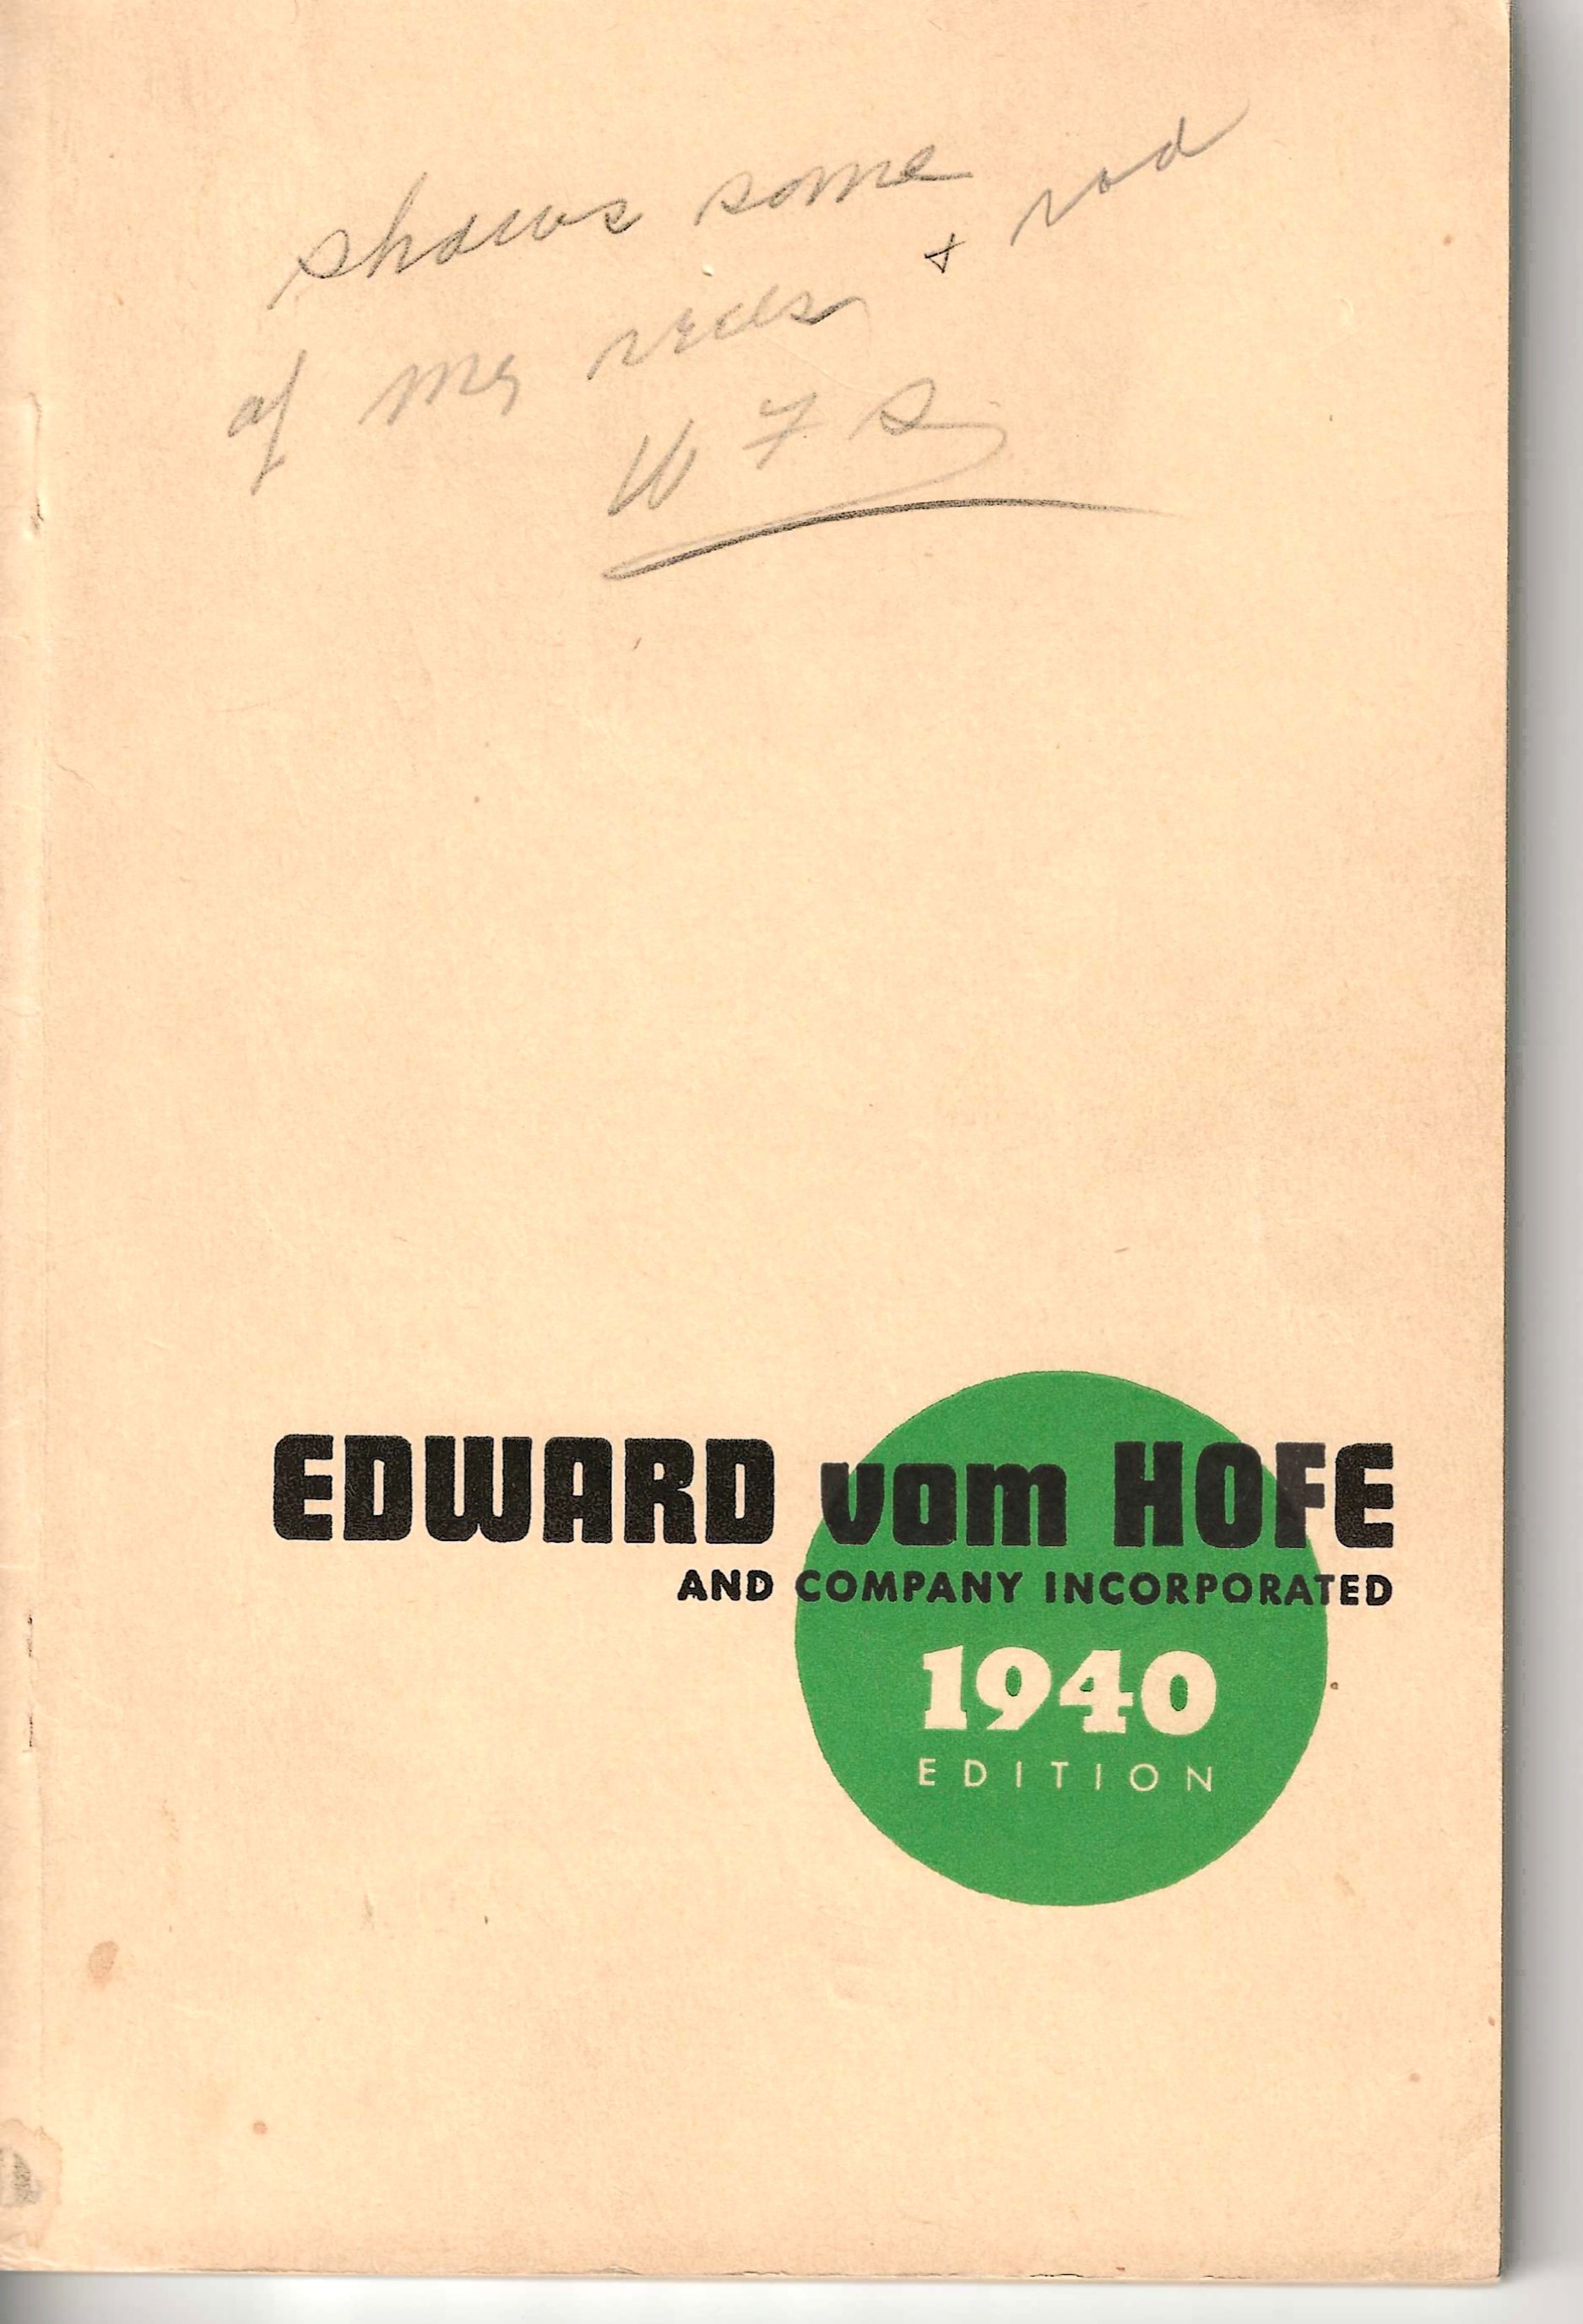 shows some
of my reels + rod
W F S
EDWARD vom HOFE
AND COMPANY INCORPORATED
1940
EDITION